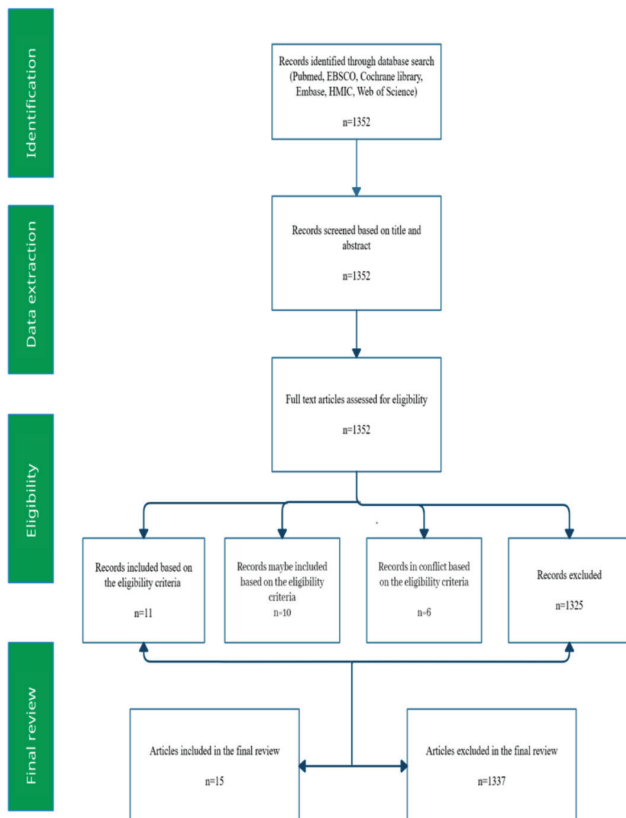 Identification
Records identified through database search
(Pubmed, EBSCO, Cochrane library,
Embase, HMIC, Web of Science)
n=1352
Data extraction
Records screened based on title and
abstract
n=1352
Full text articles assessed for eligibility
n=1352
Eligibility
Records included based on
the eligibility criteria
n=11
Records maybe included
based on the eligibility
criteria
n=10
Records in conflict based on
the eligibility criteria
n=6
Records excluded
n=1325
Final review
Articles included in the final review
n=15
Articles excluded in the final review
n=1337